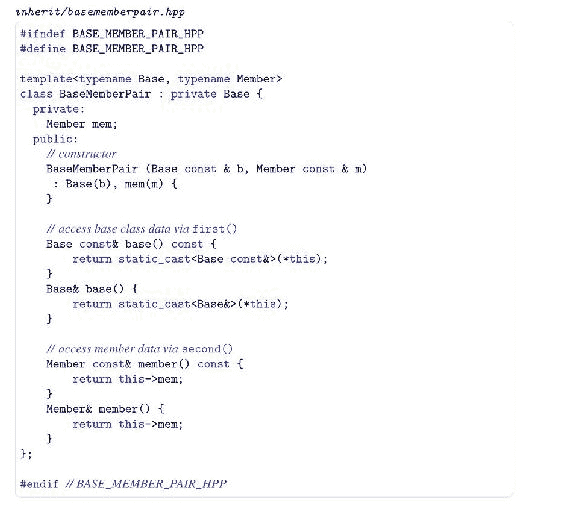 inherit/basememberpair.hpp
#ifndef BASE_MEMBER_PAIR_HPP
#define BASE_MEMBER_PAIR_HPP
template<typename Base, typename Member>
class BaseMemberPair : private Base {
private:
Member mem;
public:
// constructor
BaseMemberPair (Base const & b, Member const & m)
: Base(b), mem(m) {
}
// access base class data via first()
Base const& base() const {
return static_cast<Base const&>(*this);
}
Base& base() {
return static_cast<Base&>(*this);
}
// access member data via second()
Member const& member() const {
return this->mem;
}
Member& member() {
return this->mem;
}
};
#endif // BASE_MEMBER_PAIR_HPP